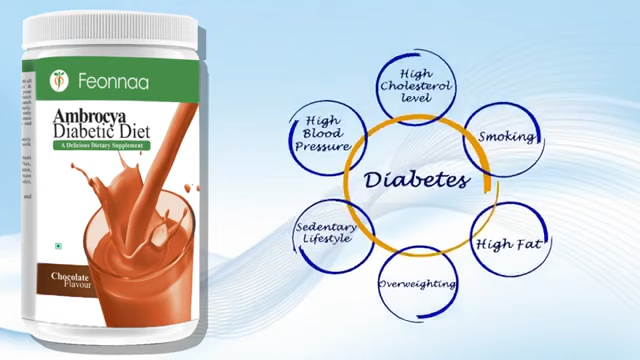 Feonnaa
Ambrocya
Diabetic Diet
A Delicious Dietary Supplement
Chocolate
Flavour
High
Cholesterol
level
High
Blood
Pressure
Smoking
Diabetes
Sedentary
Lifestyle
High Fat
Overweighting